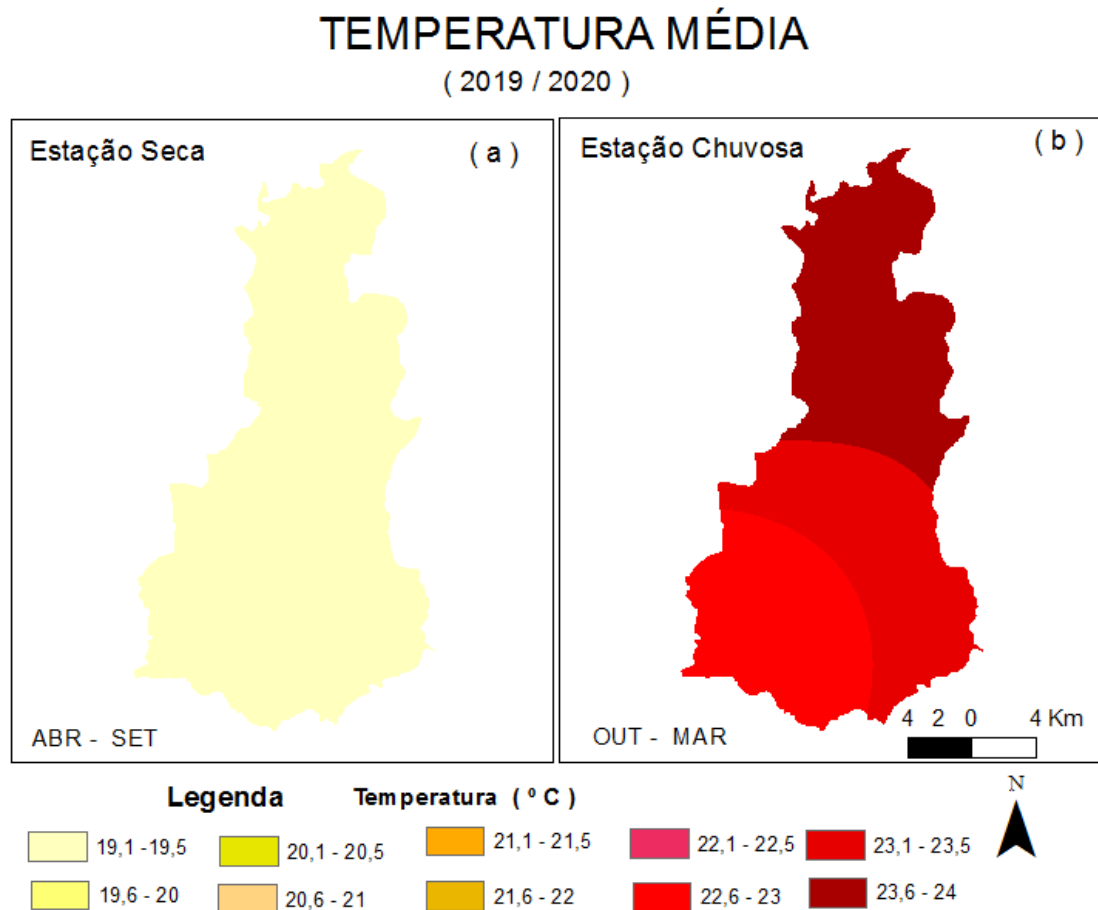 TEMPERATURA MÉDIA
( 2019 / 2020 )
Estação Seca
( a )
ABR - SET
Estação Chuvosa
( b )
OUT - MAR
4 2 0 4 Km
Legenda Temperatura ( º C )
N
19,1 -19,5 20,1 - 20,5 21,1 - 21,5 22,1 - 22,5 23,1 - 23,5
19,6 - 20 20,6 - 21 21,6 - 22 22,6 - 23 23,6 - 24